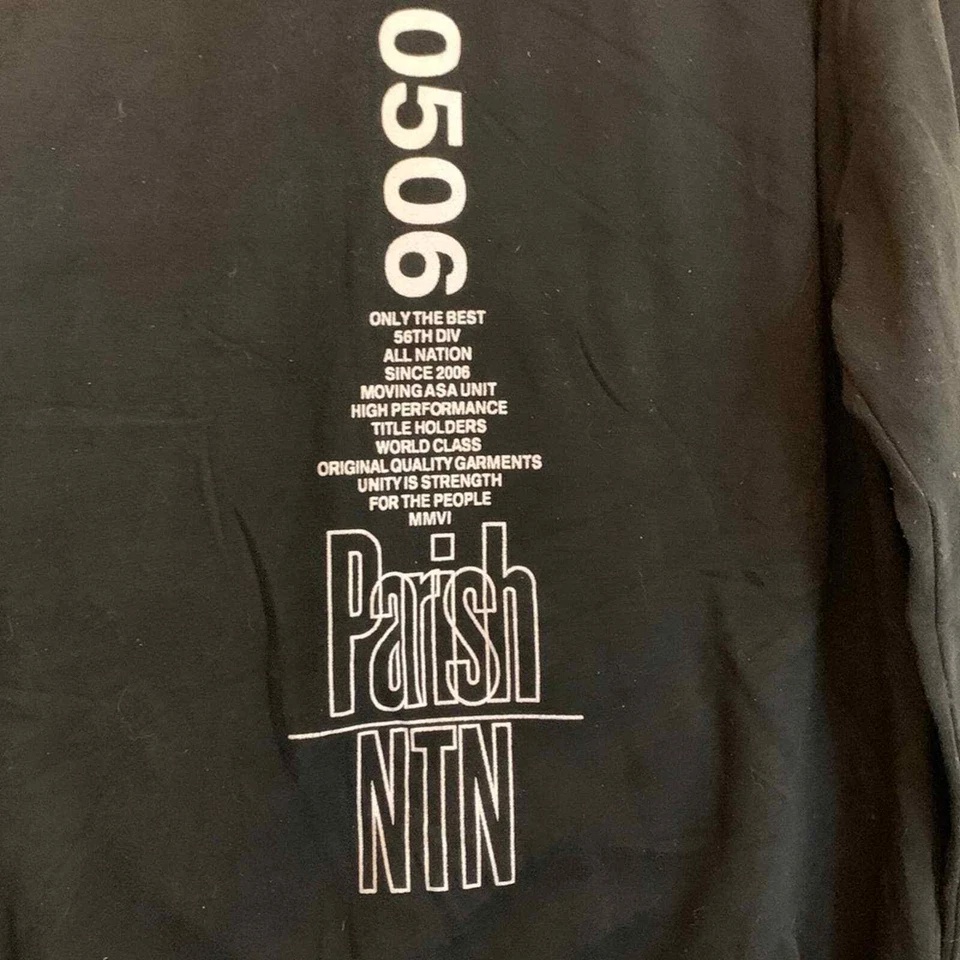 0506
ONLY THE BEST
56TH DIV
ALL NATION
SINCE 2006
MOVING AS A UNIT
HIGH PERFORMANCE
TITLE HOLDERS
WORLD CLASS
ORIGINAL QUALITY GARMENTS
UNITY IS STRENGTH
FOR THE PEOPLE
MMVI
Parish
NTN